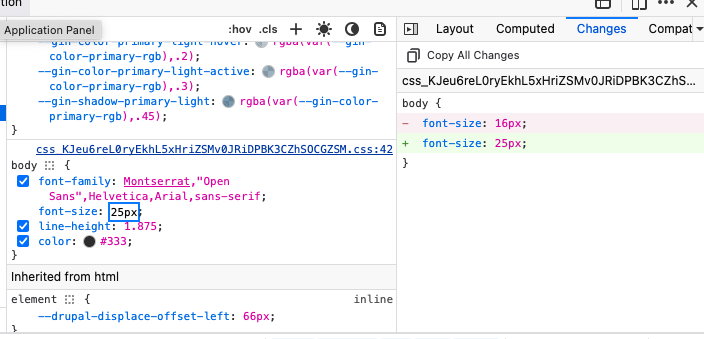 tion
Application Panel
:hov .cls +
--gin-color-primary-light-hover: rgba(var(--gin-
color-primary-rgb),.2);
--gin-color-primary-light-active: rgba(var(--gin-
color-primary-rgb),.3);
--gin-shadow-primary-light: rgba(var(--gin-color-
primary-rgb),.45);
}
css_KJeu6reL0ryEkhL5xHriZSMv0JRiDPBK3CZhSOCGZSM.css:42
body {
font-family: Montserrat,"Open
Sans",Helvetica,Arial,sans-serif;
font-size: 25px;
line-height: 1.875;
color: #333;
}
Inherited from html
element { inline
--drupal-displace-offset-left: 66px;
}
Layout Computed Changes Compat
Copy All Changes
css_KJeu6reL0ryEkhL5xHriZSMv0JRiDPBK3CZhS...
body {
- font-size: 16px;
+ font-size: 25px;
}